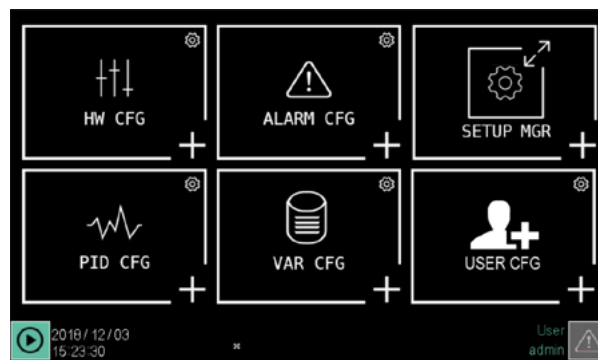 HW CFG
ALARM CFG
SETUP MGR
PID CFG
VAR CFG
USER CFG
2018/12/03
15:23:30
User
admin